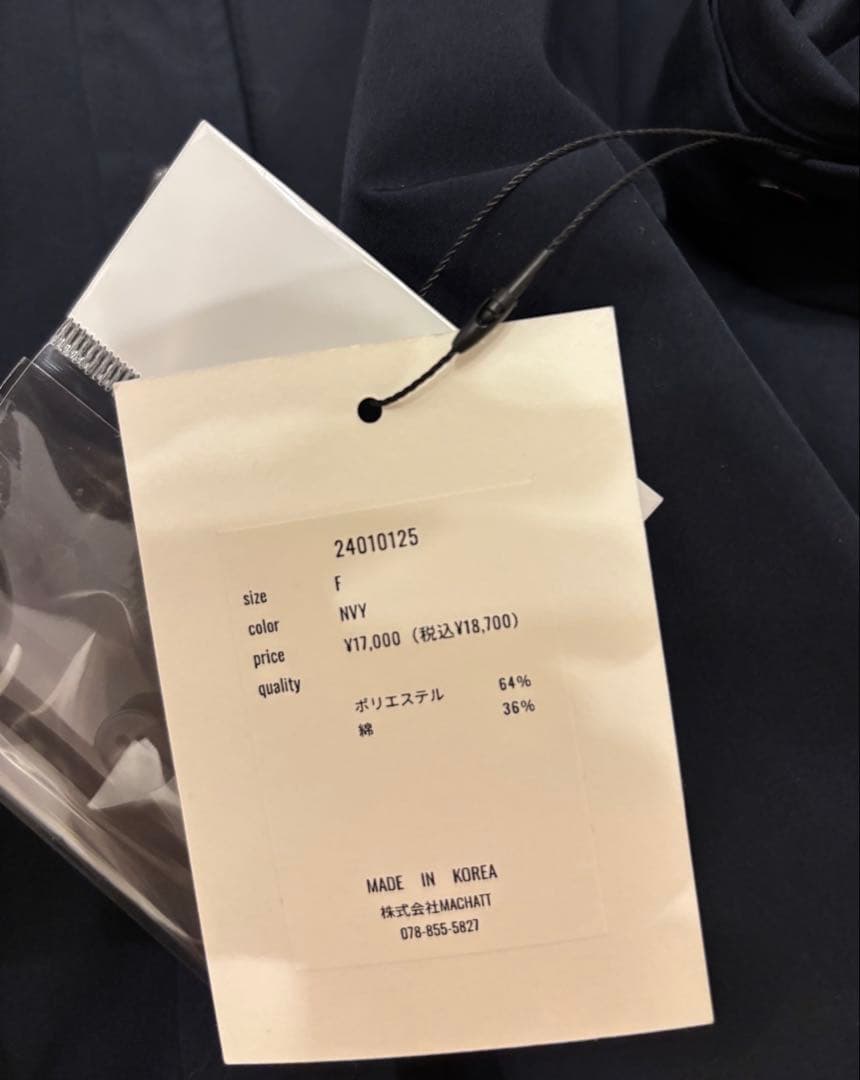 24010125
size F
color NVY
price ¥17,000（税込¥18,700）
quality
ポリエステル 64%
綿 36%
MADE IN KOREA
株式会社MACHATT
078-855-5827